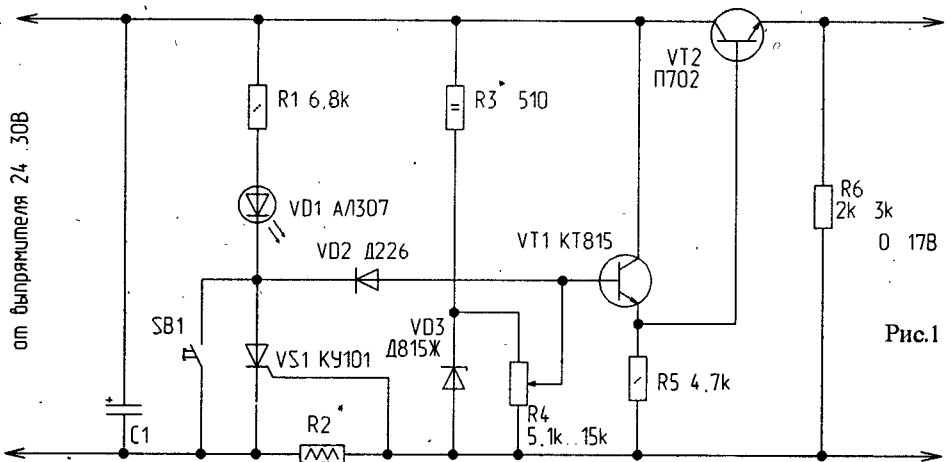 от выпрямителя 24 30В
R1 6,8k
R3* 510
VT2
П702
VD1 АЛ307
VD2 Д226
VT1 КТ815
R6
2k 3k
0 17В
SB1
VS1 КУ101
VD3
Д815Ж
Рис.1
R5 4,7k
+
C1
R2*
R4
5,1k..15k